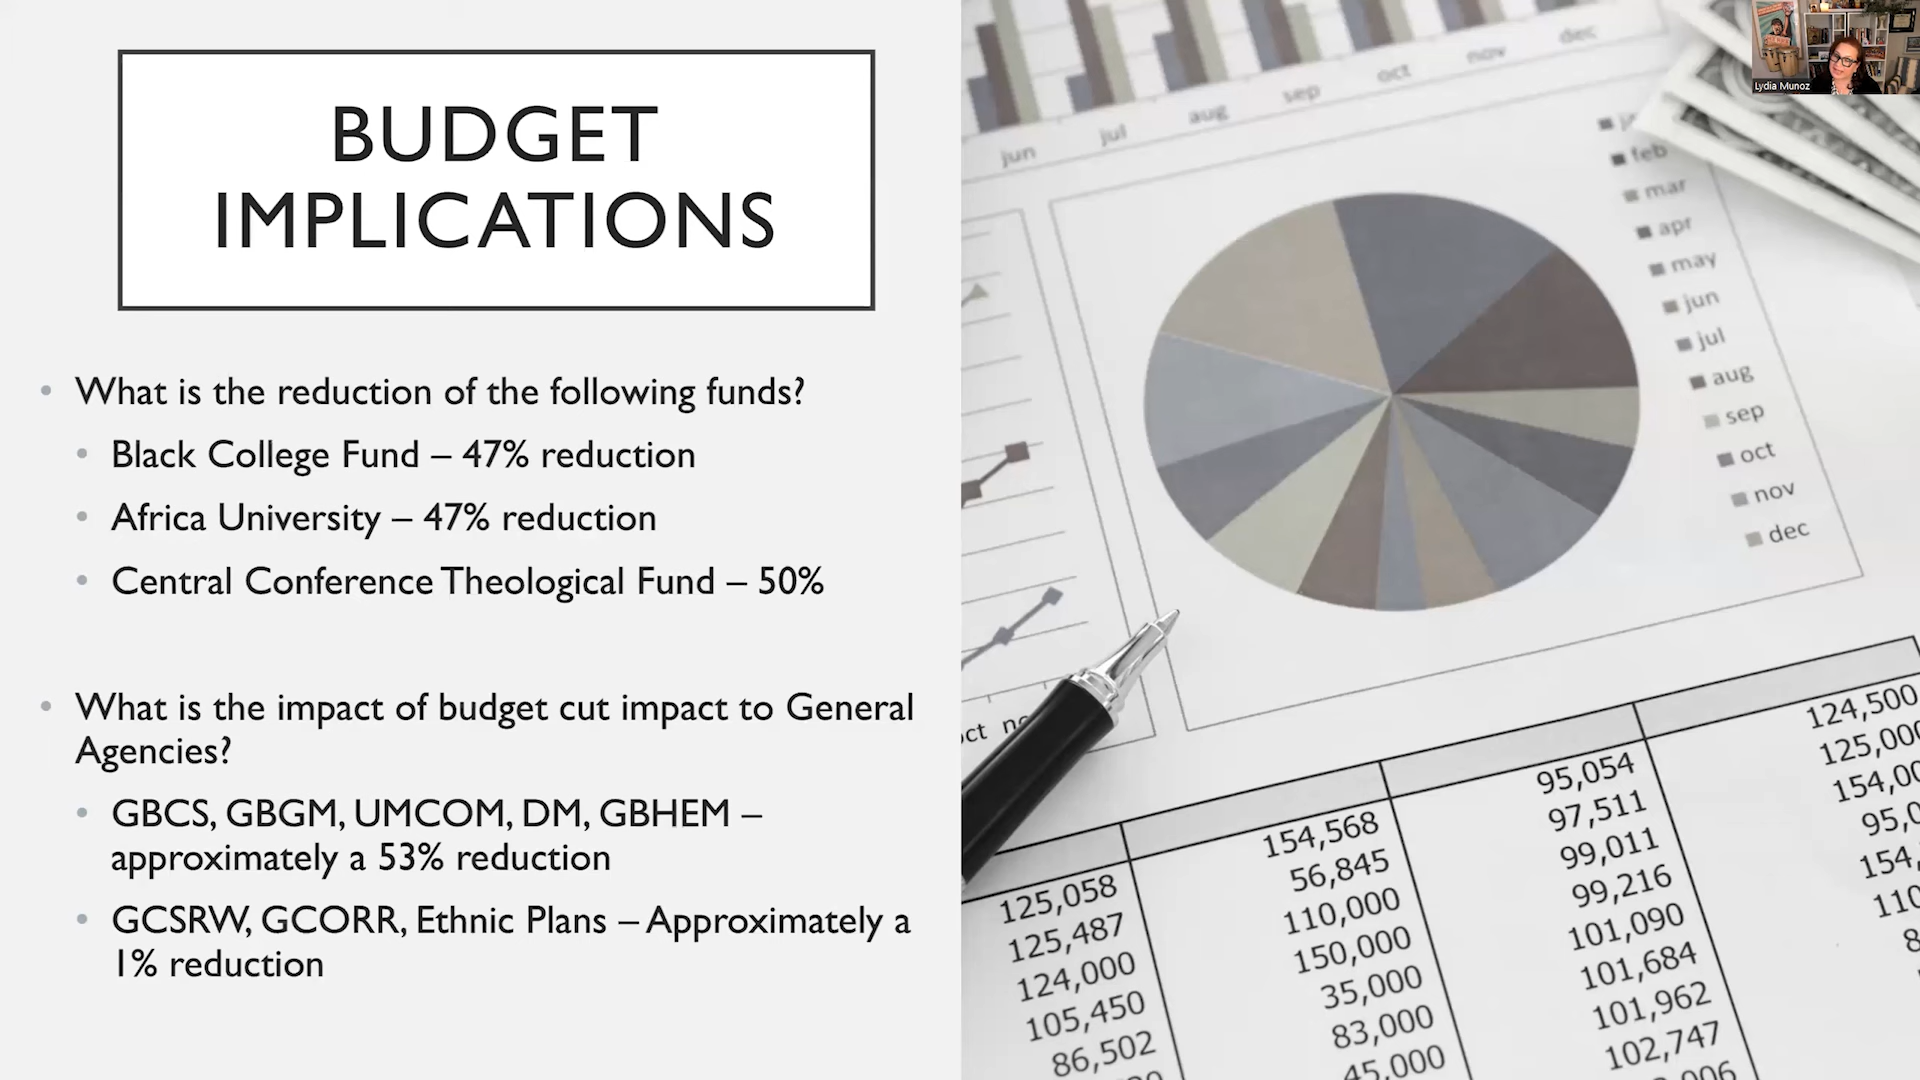 BUDGET
IMPLICATIONS
What is the reduction of the following funds?
Black College Fund – 47% reduction
Africa University – 47% reduction
Central Conference Theological Fund – 50%
What is the impact of budget cut impact to General
Agencies?
GBCS, GBGM, UMCOM, DM, GBHEM –
approximately a 53% reduction
GCSRW, GCORR, Ethnic Plans – Approximately a
1% reduction
Lydia Munoz
jun jul aug sep oct nov dec
feb
mar
apr
may
jun
jul
aug
sep
oct
nov
dec
125,058
125,487
124,000
105,450
86,502
154,568
56,845
110,000
150,000
35,000
83,000
45,000
95,054
97,511
99,011
99,216
101,090
101,684
101,962
102,747
124,500